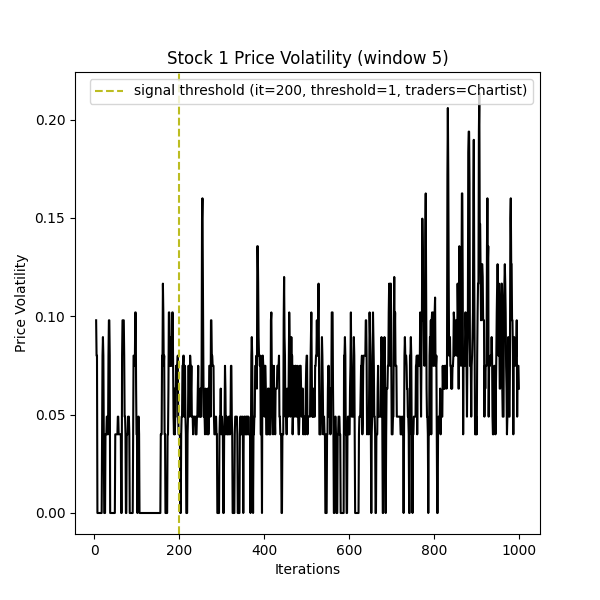 Stock 1 Price Volatility (window 5)
signal threshold (it=200, threshold=1, traders=Chartist)
0.20
0.15
0.10
0.05
0.00
Price Volatility
0 200 400 600 800 1000
Iterations